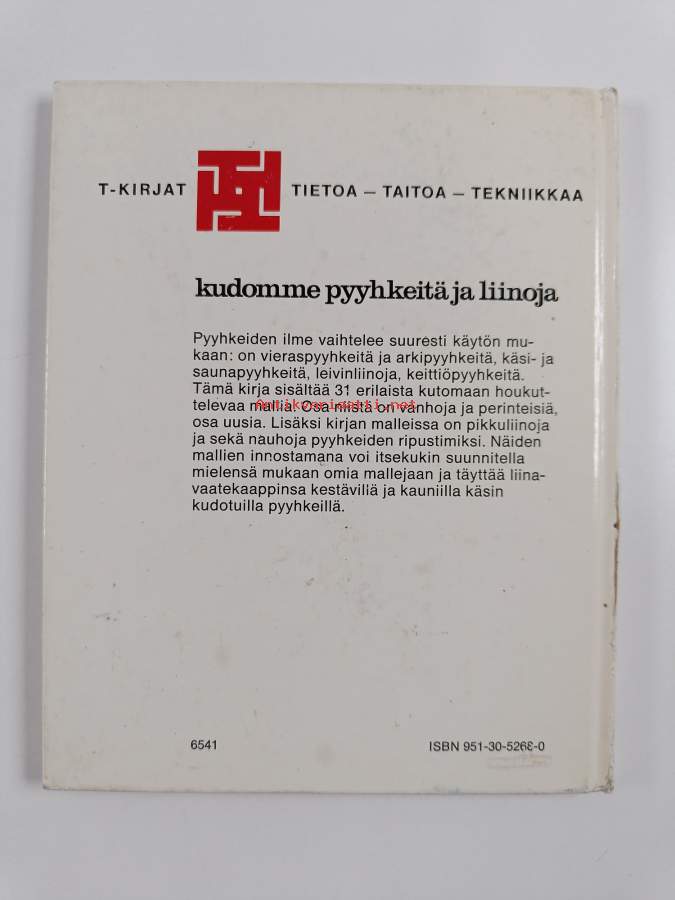 T-KIRJAT TIETOA — TAITOA — TEKNIIKKAA
kudomme pyyhkeitä ja liinoja
Pyyhkeiden ilme vaihtelee suuresti käytön mu-
kaan: on vieraspyyhkeitä ja arkipyyhkeitä, käsi- ja
saunapyyhkeitä, leivinliinoja, keittiöpyyhkeitä.
Tämä kirja sisältää 31 erilaista kutomaan houkut-
televaa mallia. Osa niistä on vanhoja ja perinteisiä,
Antikvariaatti.net
osa uusia. Lisäksi kirjan malleissa on pikkuliinoja
ja sekä nauhoja pyyhkeiden ripustimiksi. Näiden
mallien innostamana voi itsekukin suunnitella
mielensä mukaan omia mallejaan ja täyttää liina-
vaatekaappinsa kestävillä ja kauniilla käsin
kudotuilla pyyhkeillä.
6541
ISBN 951-30-5268-0